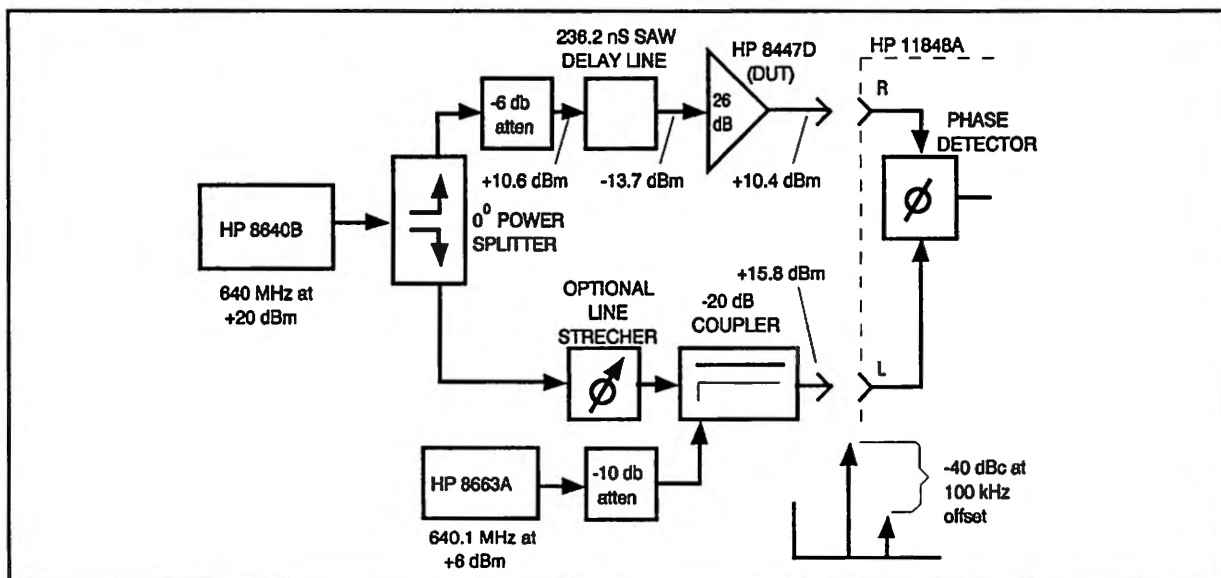 236.2 nS SAW
DELAY LINE
HP 8447D
(DUT)
HP 11848A
-6 db
atten
26
dB
R
PHASE
DETECTOR
+10.6 dBm
-13.7 dBm
+10.4 dBm
HP 8640B
0⁰ POWER
SPLITTER
ϕ
640 MHz at
+20 dBm
OPTIONAL
LINE
STRECHER
-20 dB
COUPLER
+15.8 dBm
ϕ
L
HP 8663A
-10 db
atten
640.1 MHz at
+6 dBm
-40 dBc at
100 kHz
offset